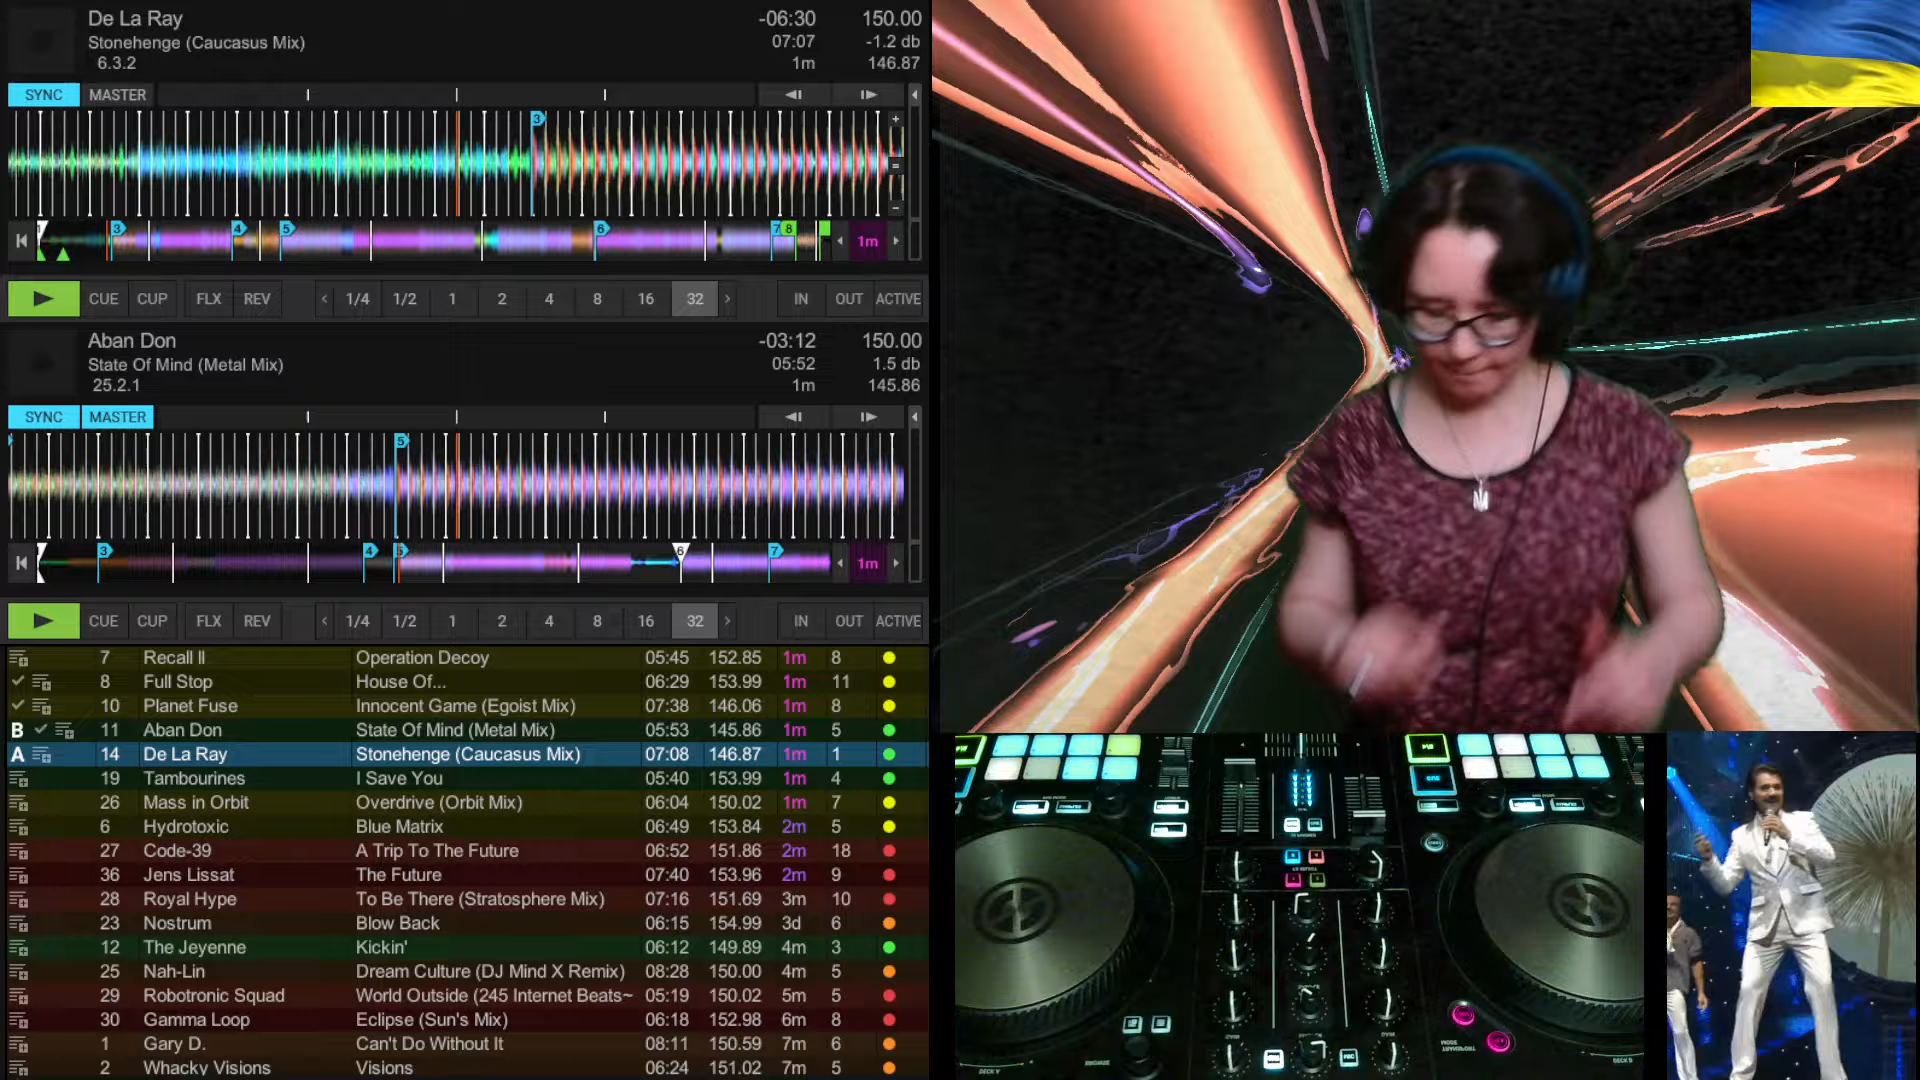 De La Ray -06:30 150.00
Stonehenge (Caucasus Mix) 07:07 -1.2 db
6.3.2 1m 146.87
SYNC MASTER
3
3 4 5 6 7 8 1m
CUE CUP FLX REV 1/4 1/2 1 2 4 8 16 32 IN OUT ACTIVE
Aban Don -03:12 150.00
State Of Mind (Metal Mix) 05:52 1.5 db
25.2.1 1m 145.86
SYNC MASTER
5
3 4 5 6 7 1m
CUE CUP FLX REV 1/4 1/2 1 2 4 8 16 32 IN OUT ACTIVE
7 Recall II Operation Decoy 05:45 152.85 1m 8
8 Full Stop House Of... 06:29 153.99 1m 11
10 Planet Fuse Innocent Game (Egoist Mix) 07:38 146.06 1m 8
B 11 Aban Don State Of Mind (Metal Mix) 05:53 145.86 1m 5
A 14 De La Ray Stonehenge (Caucasus Mix) 07:08 146.87 1m 1
19 Tambourines I Save You 05:40 153.99 1m 4
26 Mass in Orbit Overdrive (Orbit Mix) 06:04 150.02 1m 7
6 Hydrotoxic Blue Matrix 06:49 153.84 2m 5
27 Code-39 A Trip To The Future 06:52 151.86 2m 18
36 Jens Lissat The Future 07:40 153.96 2m 9
28 Royal Hype To Be There (Stratosphere Mix) 07:16 151.69 3m 10
23 Nostrum Blow Back 06:15 154.99 3d 6
12 The Jeyenne Kickin' 06:12 149.89 4m 3
25 Nah-Lin Dream Culture (DJ Mind X Remix) 08:28 150.00 4m 5
29 Robotronic Squad World Outside (245 Internet Beats~ 05:19 150.02 5m 5
30 Gamma Loop Eclipse (Sun's Mix) 06:18 152.98 6m 8
1 Gary D. Can't Do Without It 08:11 150.59 7m 6
2 Whacky Visions Visions 06:24 151.02 7m 5